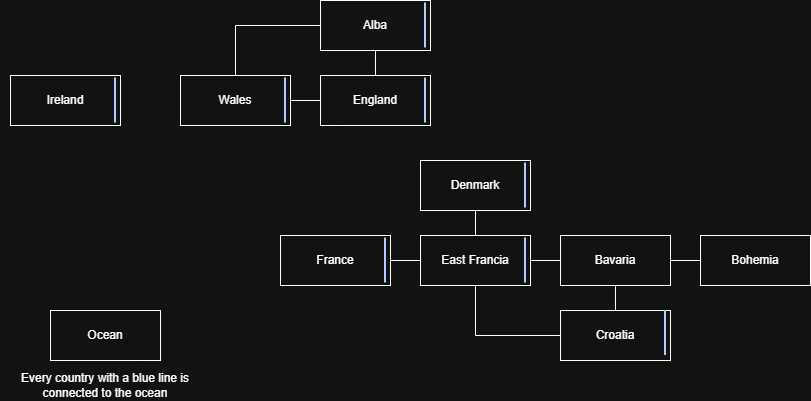 Alba
Ireland
Wales
England
Denmark
France
East Francia
Bavaria
Bohemia
Ocean
Croatia
Every country with a blue line is
connected to the ocean